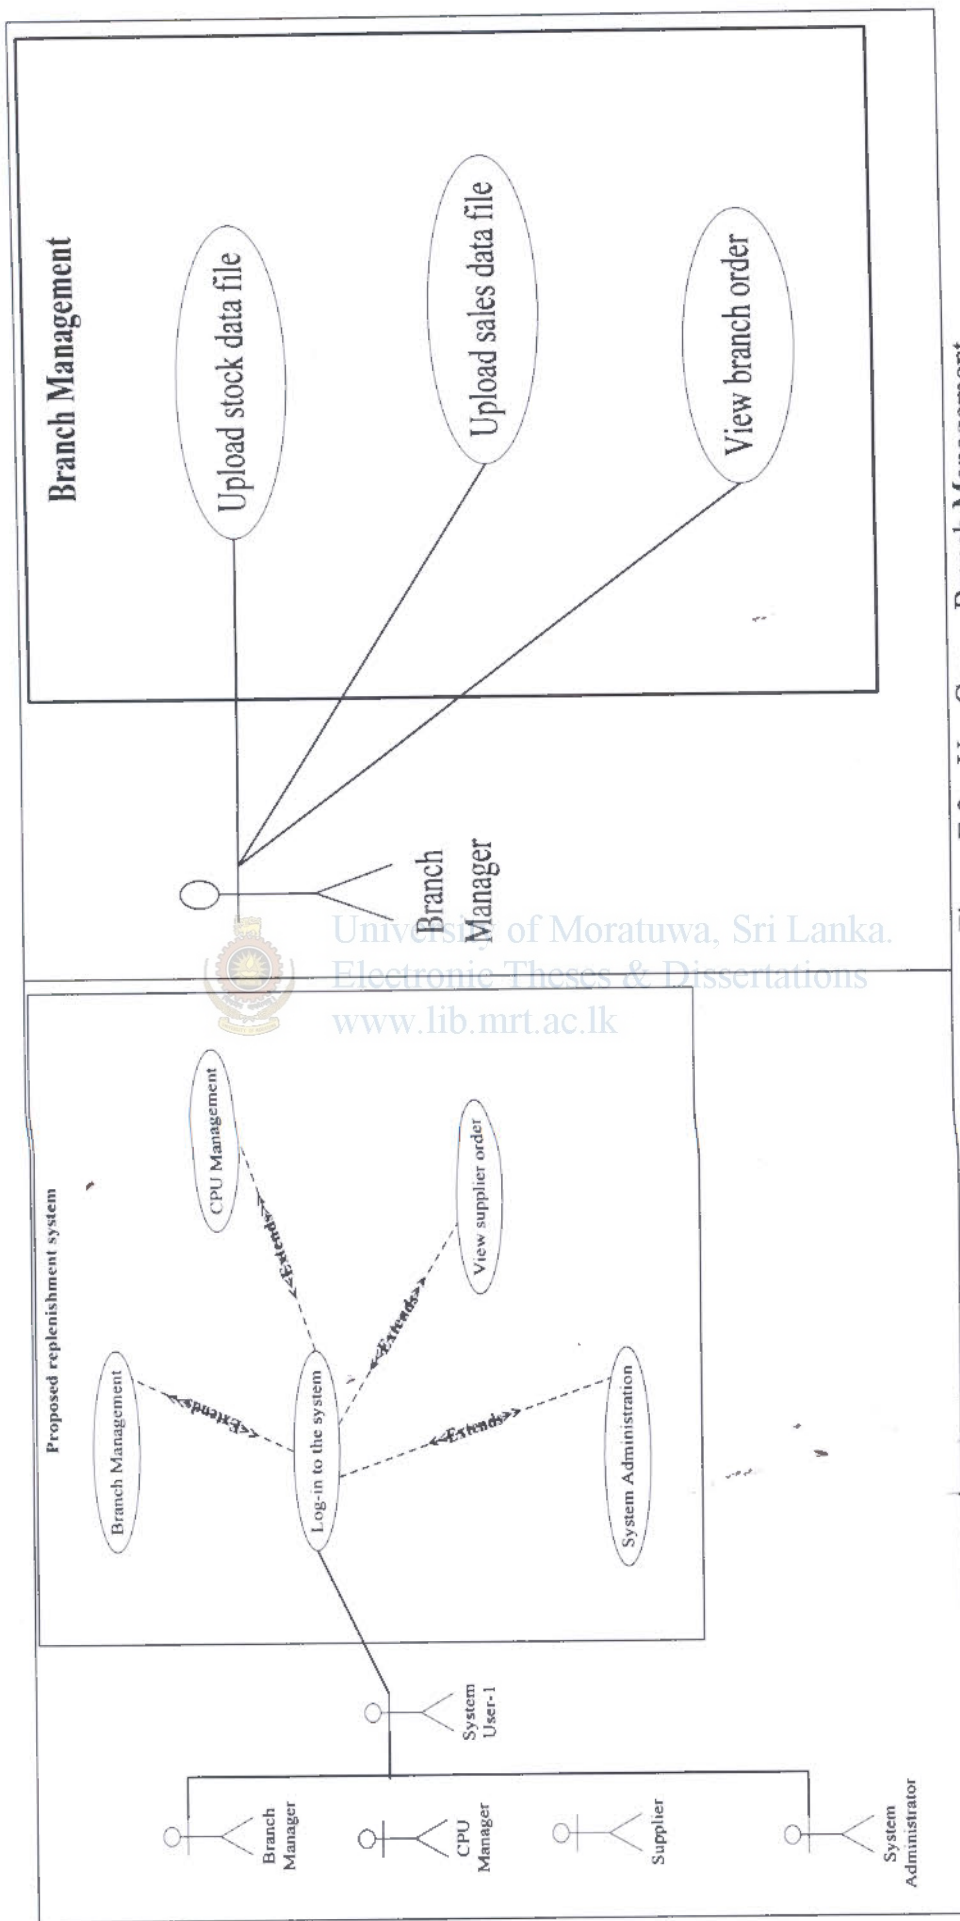 Proposed replenishment system
Branch Management
CPU Management
<<Extends>>
<<Extends>>
Log-in to the system
<<Extends>>
View supplier order
<<Extends>>
System Administration
Branch
Manager
CPU
Manager
Supplier
System
Administrator
System
User-1
Branch Management
Upload stock data file
Upload sales data file
View branch order
Branch
Manager
Branch Management
University of Moratuwa, Sri Lanka.
Electronic Theses & Dissertations
www.lib.mrt.ac.lk